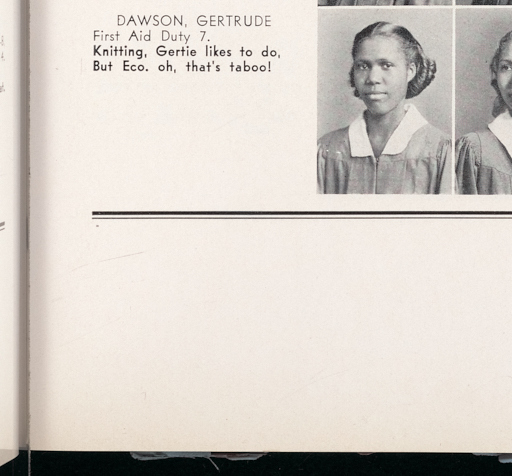 DAWSON, GERTRUDE
First Aid Duty 7.
Knitting, Gertie likes to do,
But Eco. oh, that's taboo!